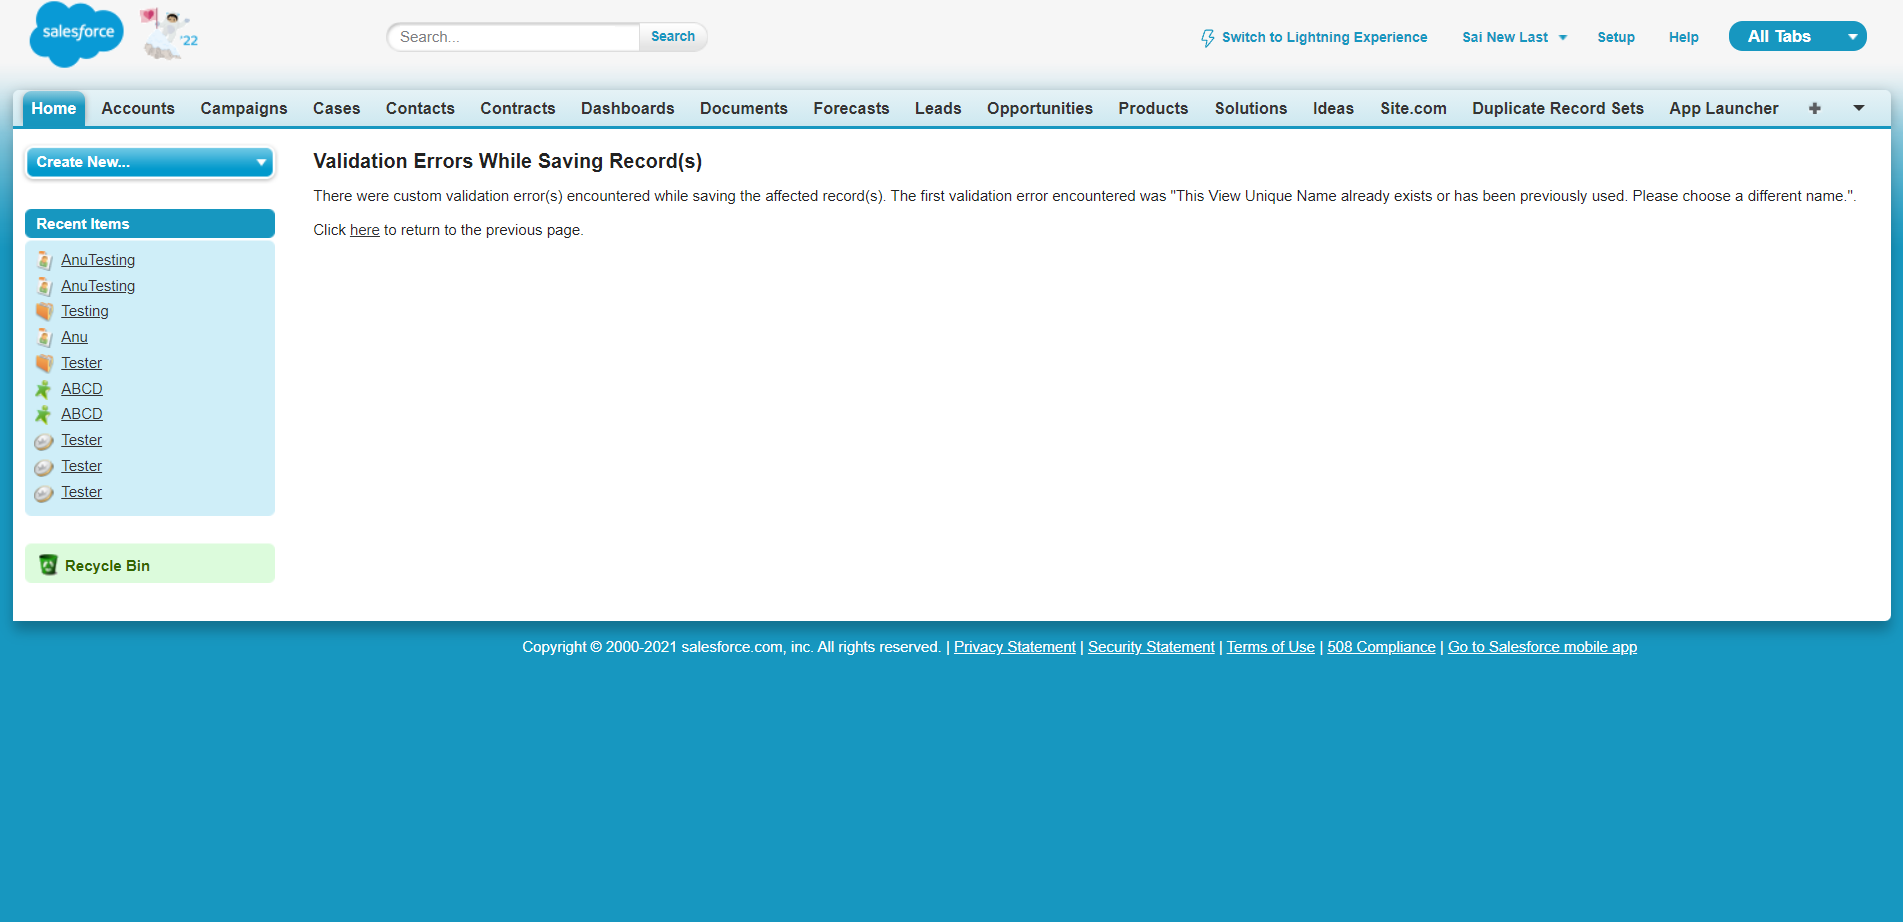 salesforce
'22
Search...
Search
Switch to Lightning Experience
Sai New Last
Setup
Help
All Tabs
Home Accounts Campaigns Cases Contacts Contracts Dashboards Documents Forecasts Leads Opportunities Products Solutions Ideas Site.com Duplicate Record Sets App Launcher
Create New...
Validation Errors While Saving Record(s)
There were custom validation error(s) encountered while saving the affected record(s). The first validation error encountered was "This View Unique Name already exists or has been previously used. Please choose a different name.".
Click here to return to the previous page.
Recent Items
AnuTesting
AnuTesting
Testing
Anu
Tester
ABCD
ABCD
Tester
Tester
Tester
Recycle Bin
Copyright © 2000-2021 salesforce.com, inc. All rights reserved. | Privacy Statement | Security Statement | Terms of Use | 508 Compliance | Go to Salesforce mobile app